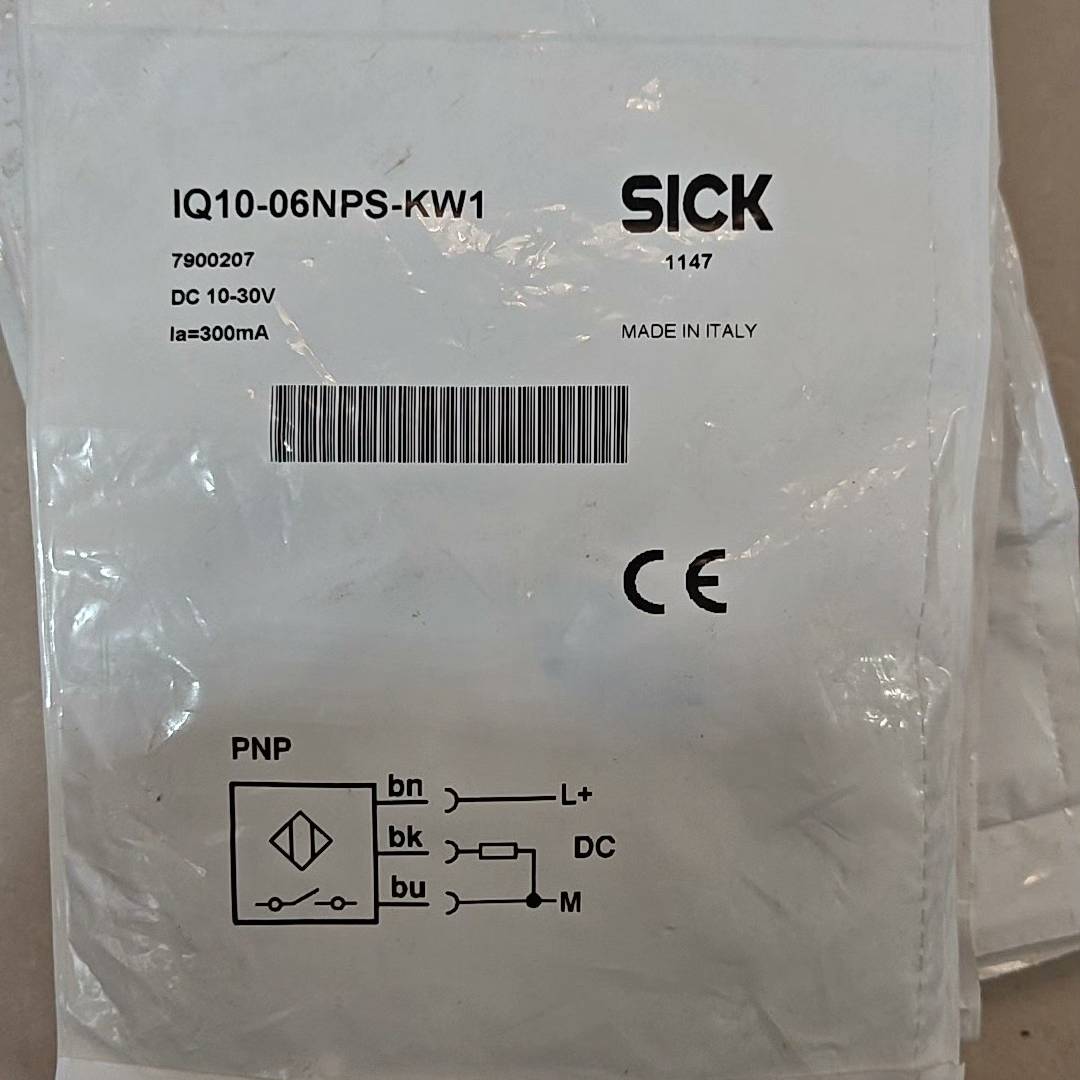 IQ10-06NPS-KW1
SICK
7900207
1147
DC 10-30V
Ia=300mA
MADE IN ITALY
CE
PNP
bn
L+
bk
DC
bu
M